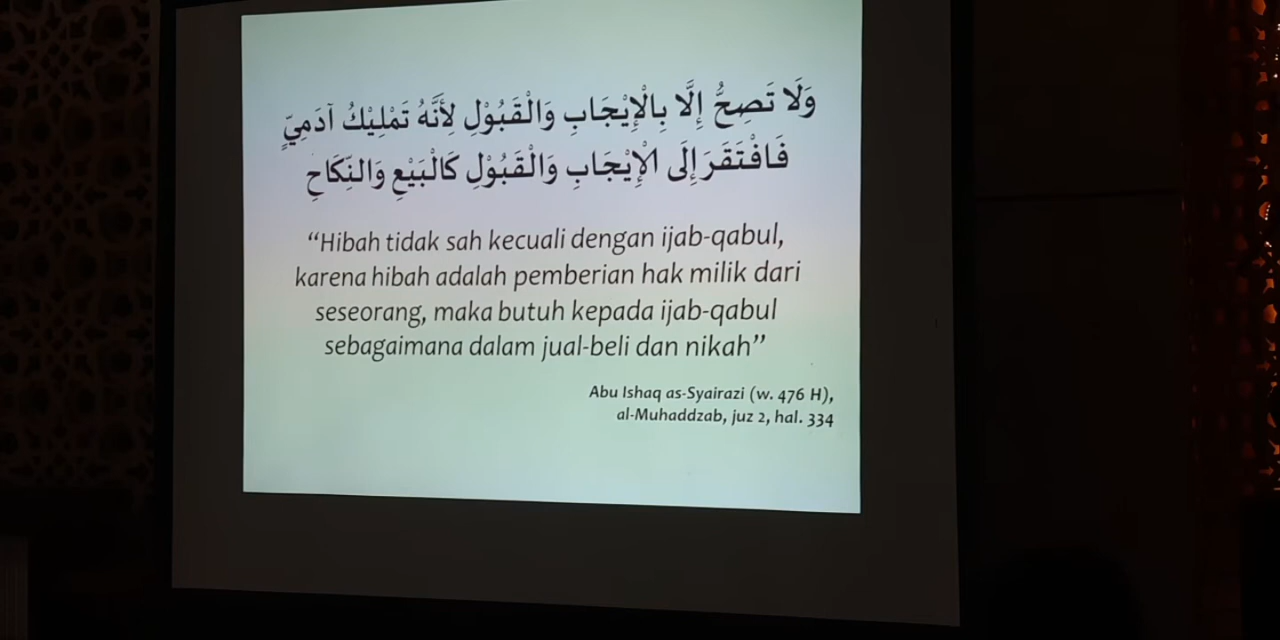 وَلَا تَصِحُّ إِلَّا بِالْإِيْجَابِ وَالْقَبُوْلِ لِأَنَّهُ تَمْلِيْكُ آدَمِيٍّ
فَافْتَقَرَ إِلَى الْإِيْجَابِ وَالْقَبُوْلِ كَالْبَيْعِ وَالنِّكَاحِ
“Hibah tidak sah kecuali dengan ijab-qabul,
karena hibah adalah pemberian hak milik dari
seseorang, maka butuh kepada ijab-qabul
sebagaimana dalam jual-beli dan nikah”
Abu Ishaq as-Syairazi (w. 476 H),
al-Muhaddzab, juz 2, hal. 334